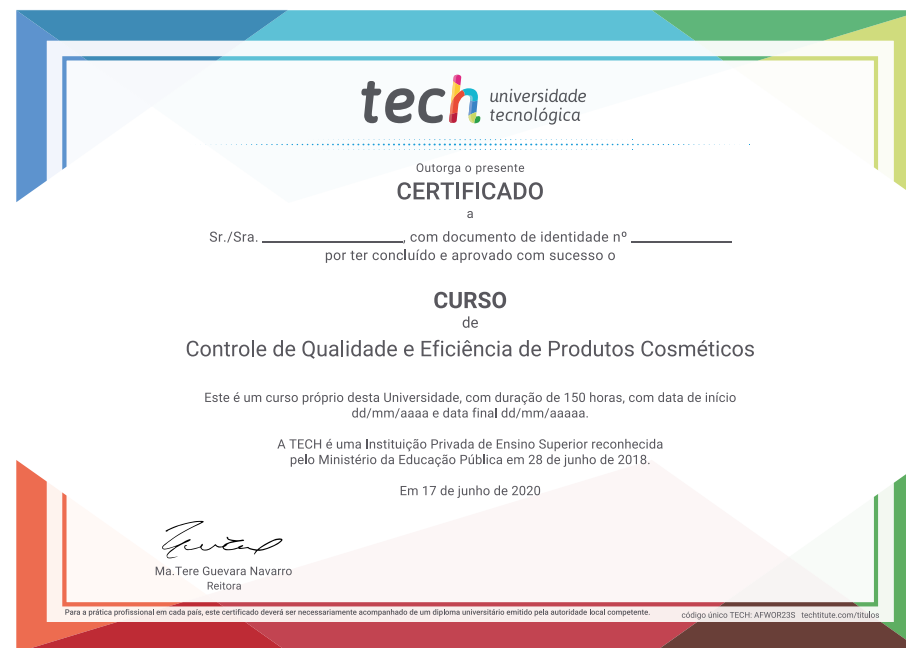 tech universidade
tecnológica
Outorga o presente
CERTIFICADO
a
Sr./Sra. ____________________, com documento de identidade nº ______________
por ter concluído e aprovado com sucesso o
CURSO
de
Controle de Qualidade e Eficiência de Produtos Cosméticos
Este é um curso próprio desta Universidade, com duração de 150 horas, com data de início
dd/mm/aaaa e data final dd/mm/aaaaa.
A TECH é uma Instituição Privada de Ensino Superior reconhecida
pelo Ministério da Educação Pública em 28 de junho de 2018.
Em 17 de junho de 2020
Ma.Tere Guevara Navarro
Reitora
Para a prática profissional em cada país, este certificado deverá ser necessariamente acompanhado de um diploma universitário emitido pela autoridade local competente.
código único TECH: AFWOR23S techtitute.com/titulos